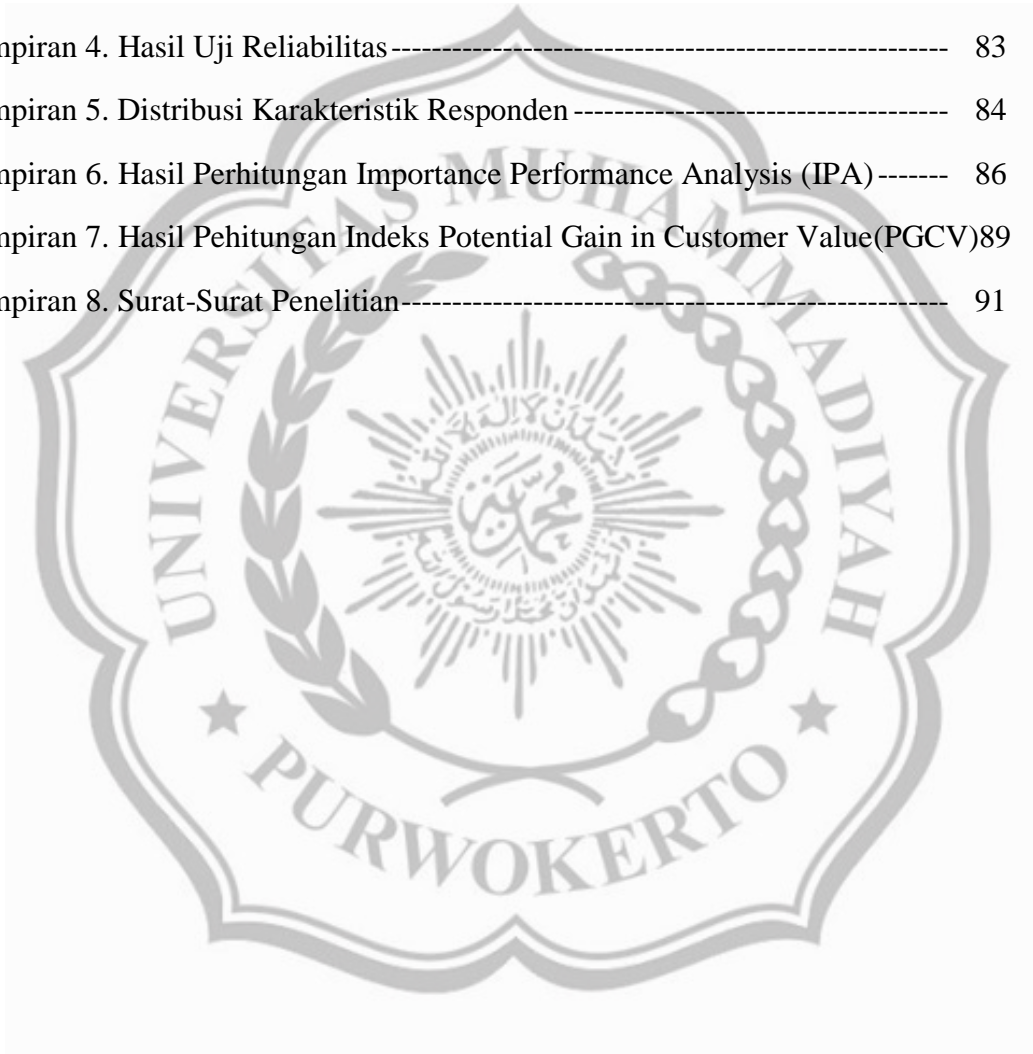 mpiran 4. Hasil Uji Reliabilitas------------------------------------------------------- 83
mpiran 5. Distribusi Karakteristik Responden------------------------------------- 84
mpiran 6. Hasil Perhitungan Importance Performance Analysis (IPA)------- 86
mpiran 7. Hasil Pehitungan Indeks Potential Gain in Customer Value(PGCV)89
mpiran 8. Surat-Surat Penelitian------------------------------------------------------ 91
UNIVERSITAS MUHAMMADIYAH
PURWOKERTO